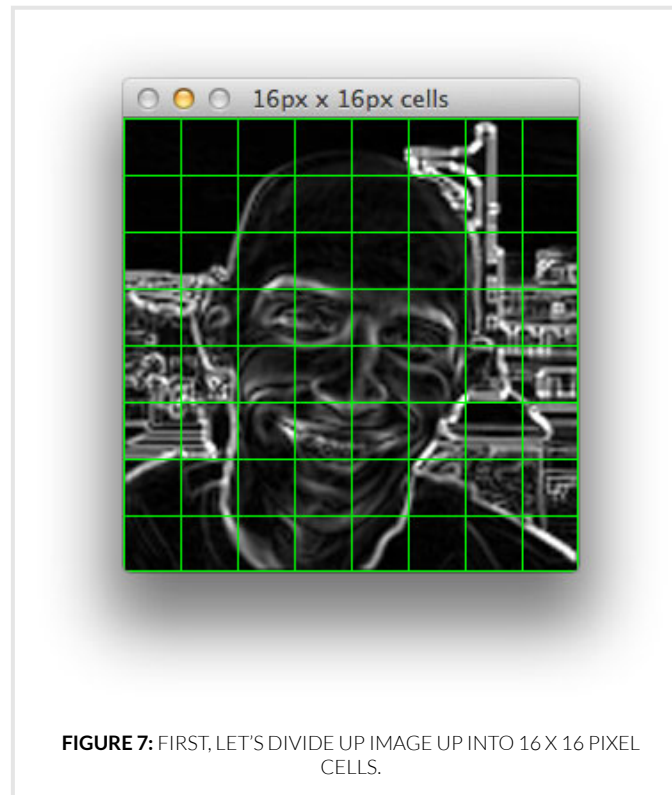 16px x 16px cells
FIGURE 7: FIRST, LET'S DIVIDE UP IMAGE UP INTO 16 X 16 PIXEL
CELLS.